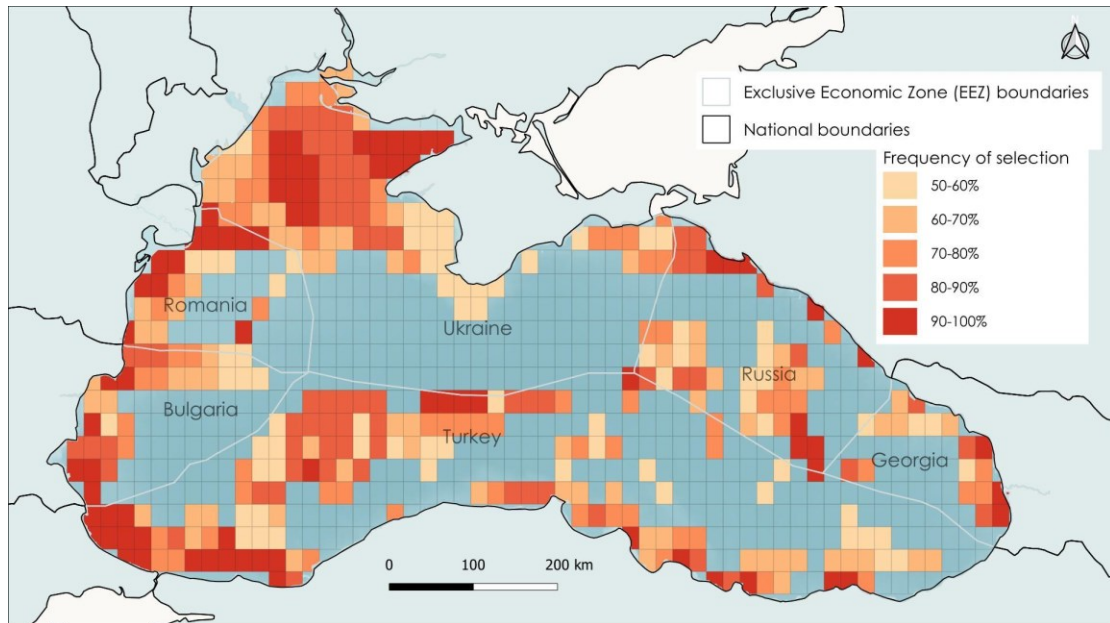 N
Exclusive Economic Zone (EEZ) boundaries
National boundaries
Frequency of selection
50-60%
60-70%
70-80%
80-90%
90-100%
Romania
Ukraine
Russia
Bulgaria
Turkey
Georgia
0 100 200 km